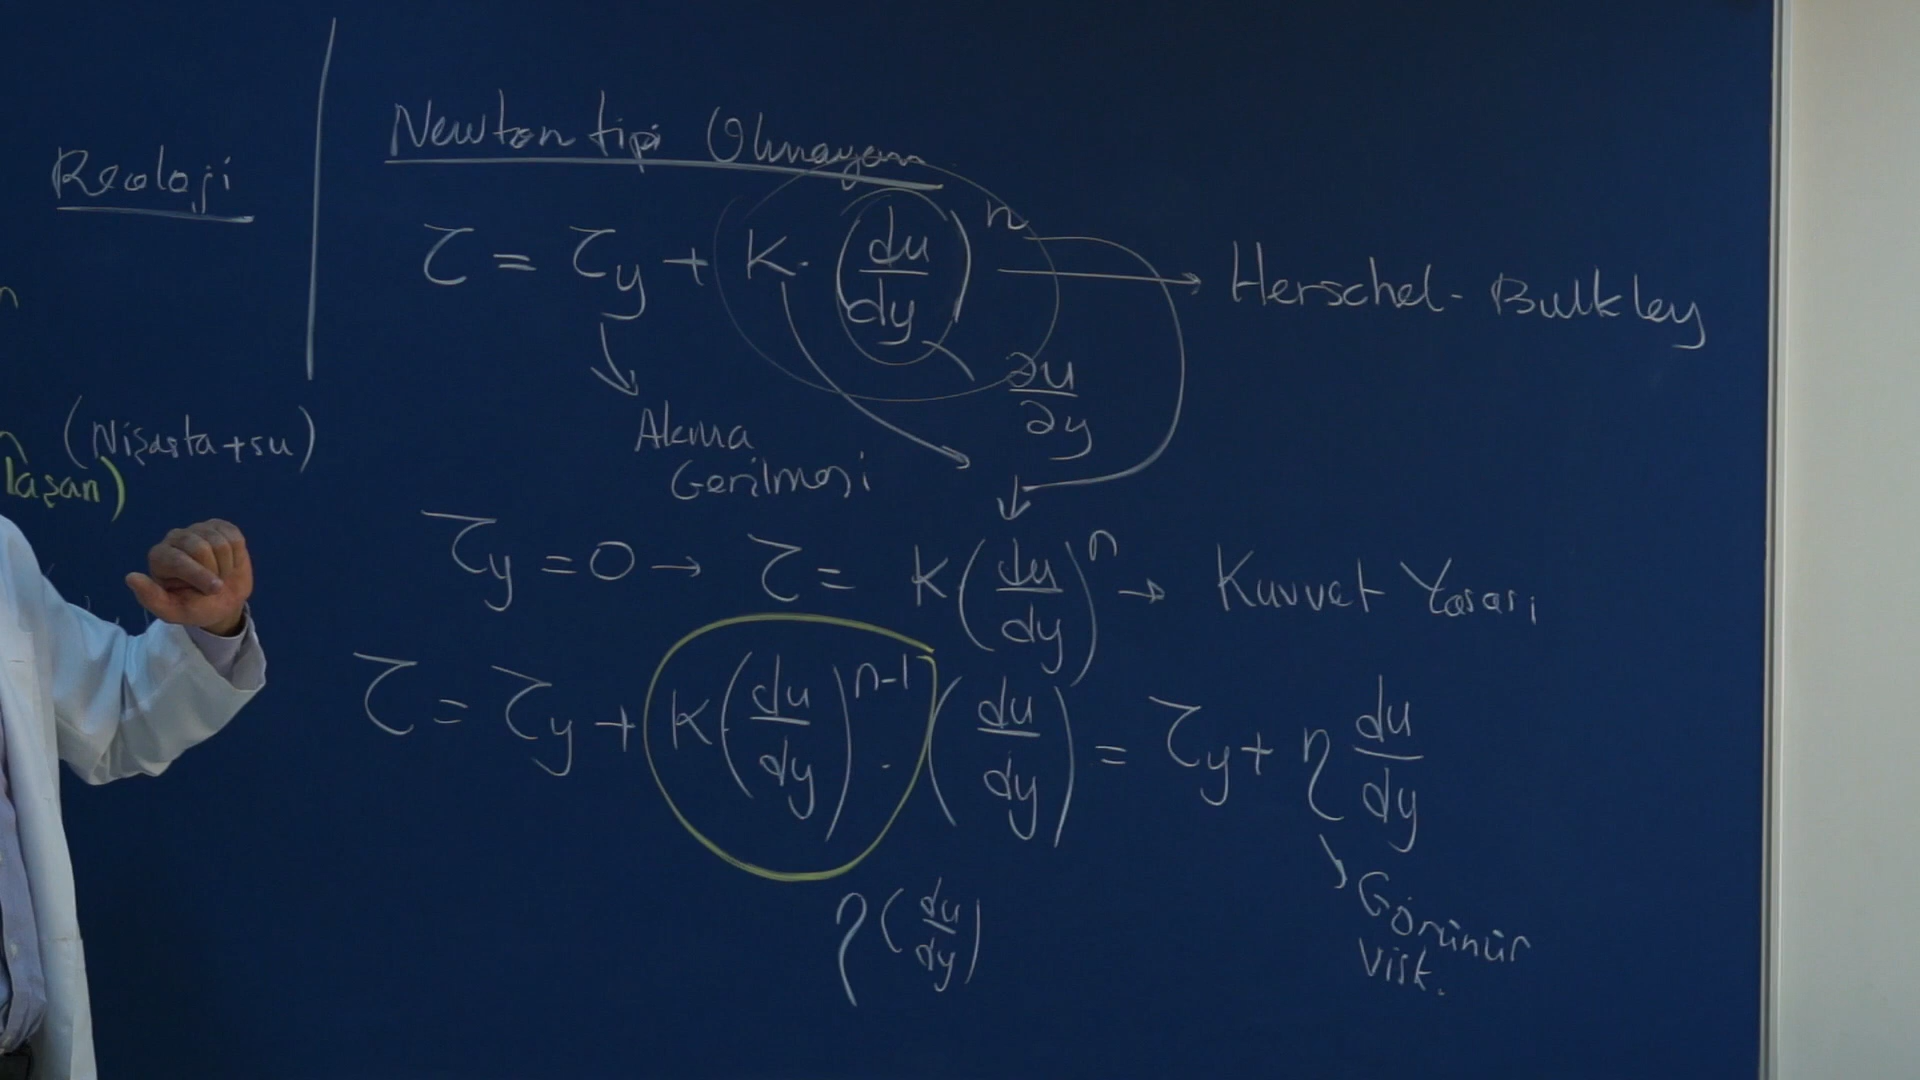 Reoloji
n
(Nişasta+su)
laşan)
Newton tipi Olmayan
τ = τy + K. (du/dy)^n → Herschel-Bulkley
∂u/∂y
Akma
Gerilmesi
τy = 0 → τ = K(du/dy)^n → Kuvvet Yasası
τ = τy + K(du/dy)^n-1 . (du/dy) = τy + η du/dy
η(du/dy)
Görünür
Visk.